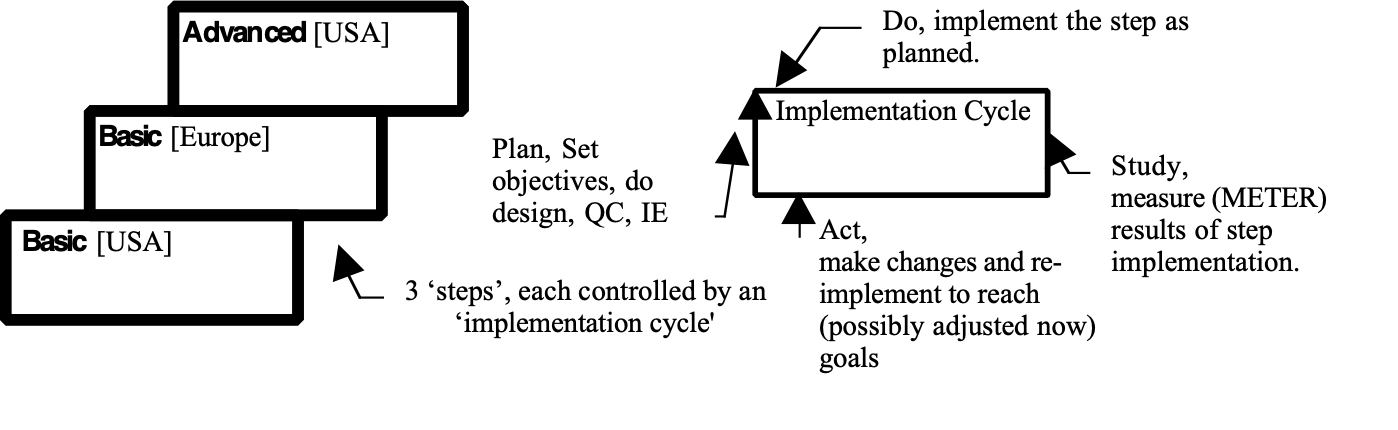 Advanced [USA]
Basic [Europe]
Basic [USA]
3 ‘steps’, each controlled by an
‘implementation cycle'
Do, implement the step as
planned.
Implementation Cycle
Plan, Set
objectives, do
design, QC, IE
Study,
measure (METER)
results of step
implementation.
Act,
make changes and re-
implement to reach
(possibly adjusted now)
goals